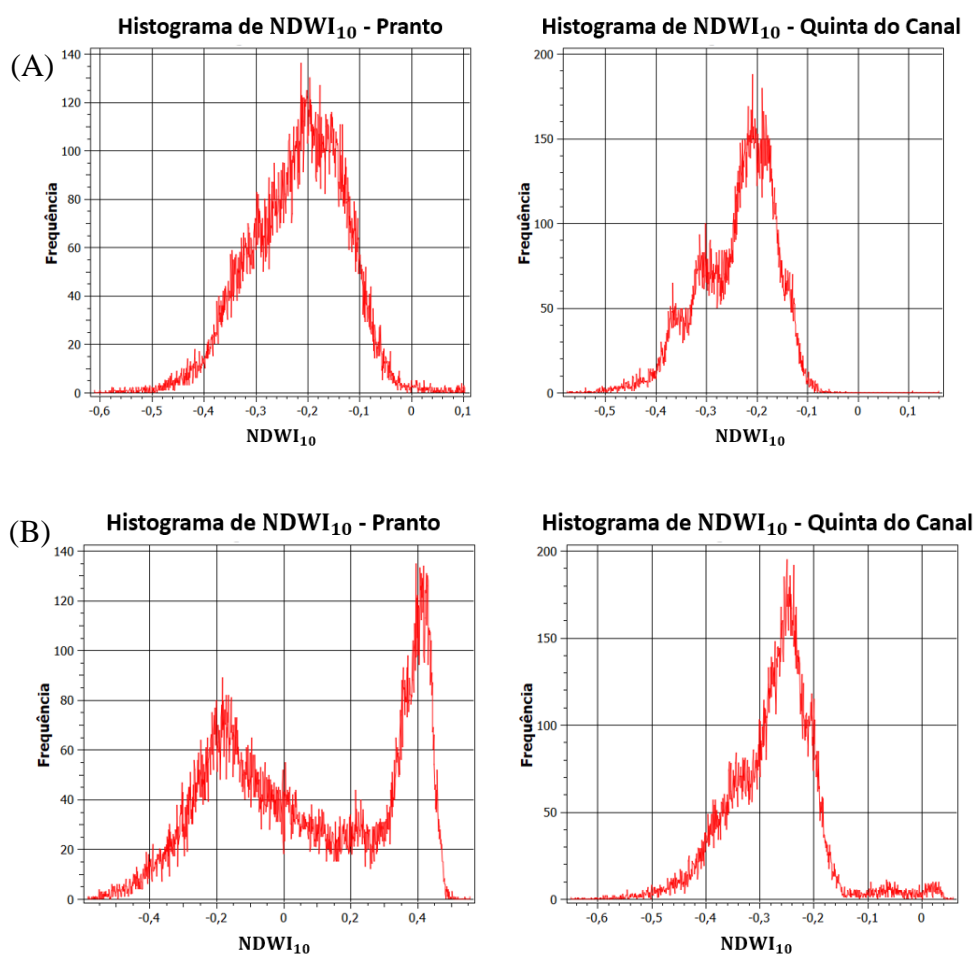 (A)
Histograma de NDWI₁₀ - Pranto
140
120
100
80
60
40
20
0
Frequência
-0,6 -0,5 -0,4 -0,3 -0,2 -0,1 0 0,1
NDWI₁₀
Histograma de NDWI₁₀ - Quinta do Canal
200
150
100
50
0
Frequência
-0,5 -0,4 -0,3 -0,2 -0,1 0 0,1
NDWI₁₀
(B)
Histograma de NDWI₁₀ - Pranto
140
120
100
80
60
40
20
0
Frequência
-0,4 -0,2 0 0,2 0,4
NDWI₁₀
Histograma de NDWI₁₀ - Quinta do Canal
200
150
100
50
0
Frequência
-0,6 -0,5 -0,4 -0,3 -0,2 -0,1 0
NDWI₁₀